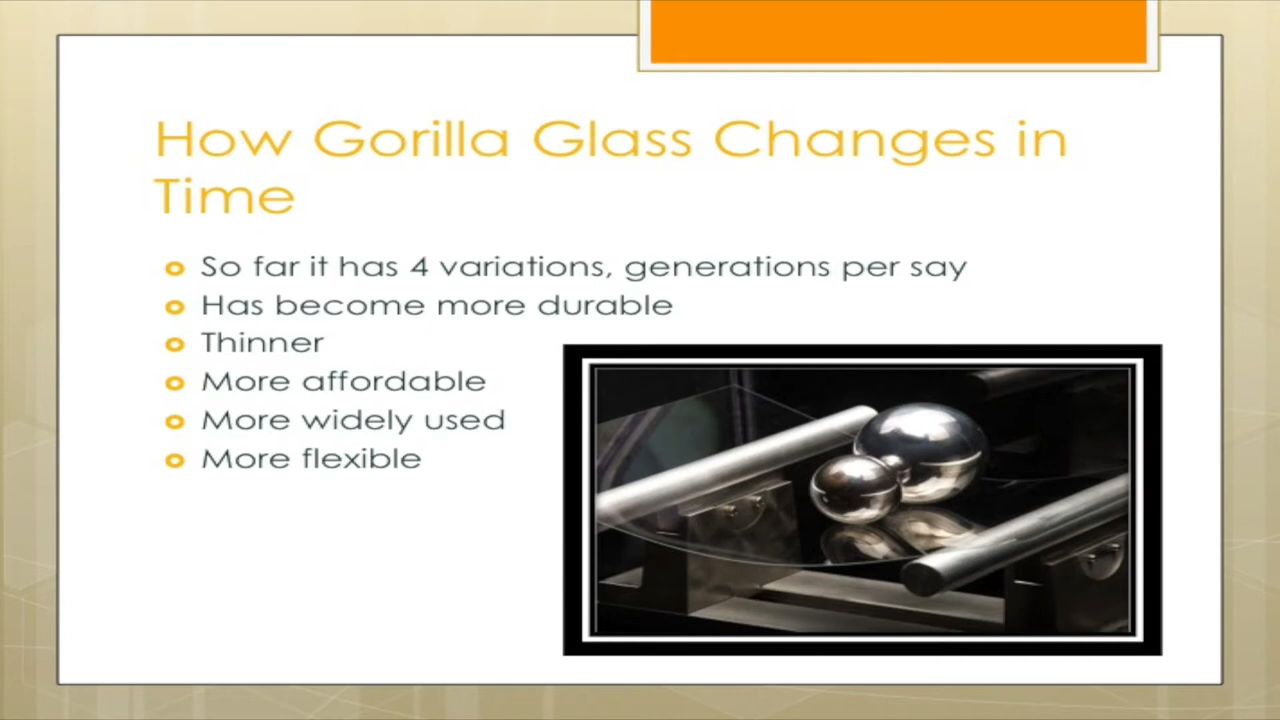 How Gorilla Glass Changes in
Time
So far it has 4 variations, generations per say
Has become more durable
Thinner
More affordable
More widely used
More flexible